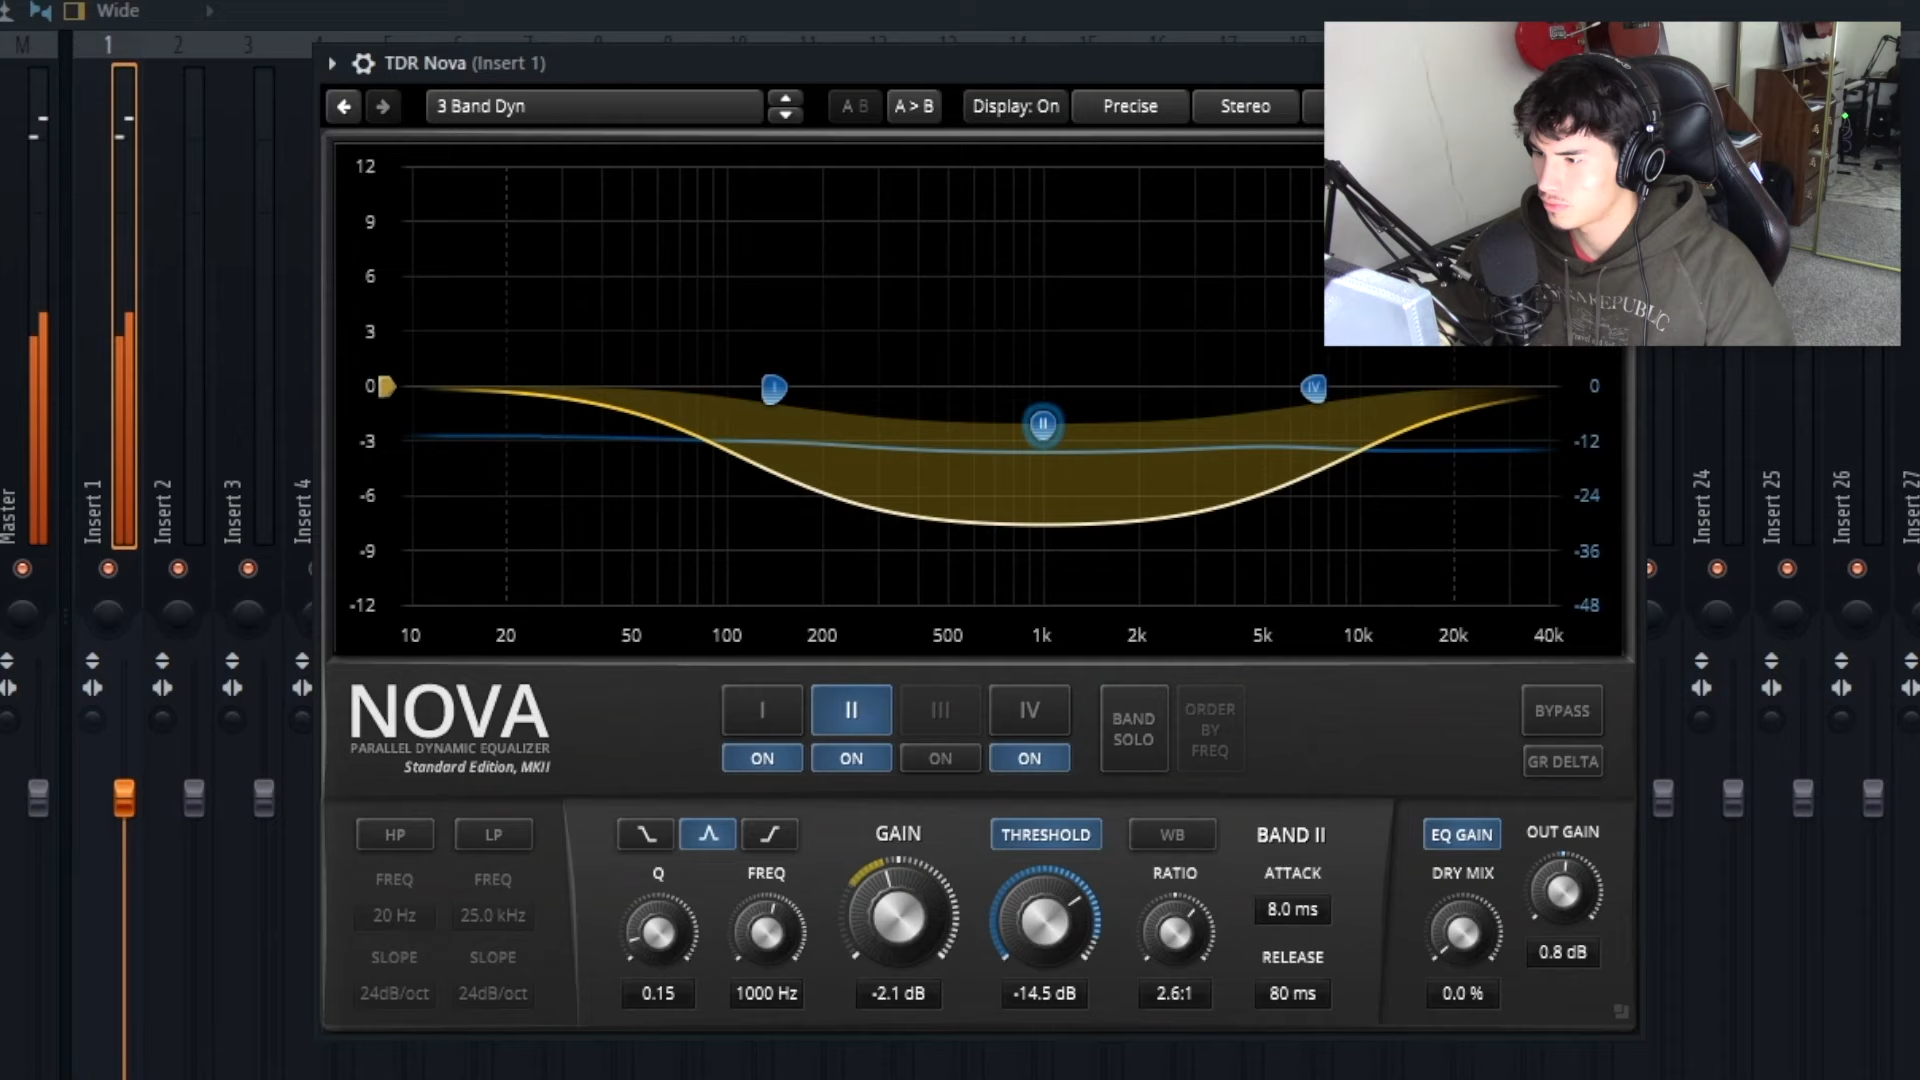 Wide
M 1 2 3
TDR Nova (Insert 1)
3 Band Dyn
A B
A > B
Display: On
Precise
Stereo
12
9
6
3
0
-3
-6
-9
-12
0
-12
-24
-36
-48
I
II
IV
10 20 50 100 200 500 1k 2k 5k 10k 20k 40k
Master
Insert 1
Insert 2
Insert 3
Insert 4
Insert 24
Insert 25
Insert 26
Insert 27
NOVA
PARALLEL DYNAMIC EQUALIZER
Standard Edition, MKII
I II III IV
ON ON ON ON
BAND
SOLO
ORDER
BY
FREQ
BYPASS
GR DELTA
HP LP
FREQ FREQ
20 Hz 25.0 kHz
SLOPE SLOPE
24dB/oct 24dB/oct
Q
0.15
FREQ
1000 Hz
GAIN
-2.1 dB
THRESHOLD
-14.5 dB
WB
RATIO
2.6:1
BAND II
ATTACK
8.0 ms
RELEASE
80 ms
EQ GAIN
DRY MIX
0.0 %
OUT GAIN
0.8 dB